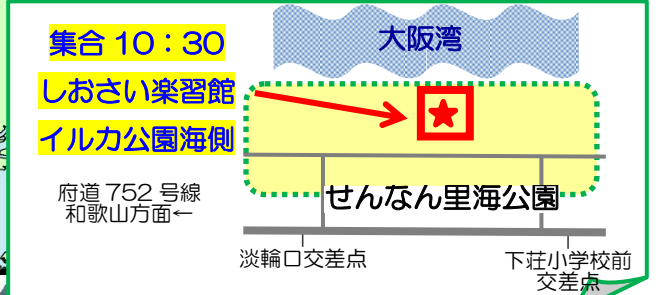 集合 10：30
しおさい楽習館
イルカ公園海側
大阪湾
せんなん里海公園
府道 752 号線
和歌山方面←
淡輪口交差点
下荘小学校前
交差点